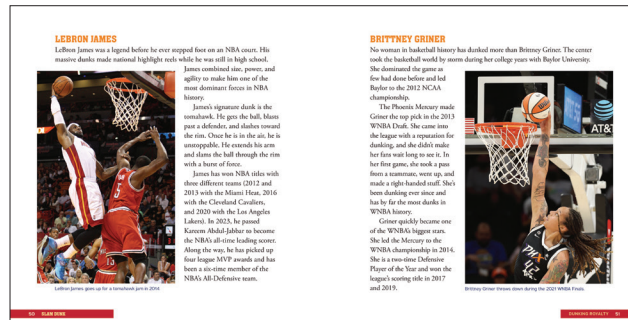 LEBRON JAMES
LeBron James was a legend before he ever stepped foot on an NBA court. His
massive dunks made national highlight reels while he was still in high school.
James combined size, power, and
agility to make him one of the
most dominant forces in NBA
history.
James's signature dunk is the
tomahawk. He gets the ball, blasts
past a defender, and slashes toward
the rim. Once he is in the air, he is
unstoppable. He extends his arm
and slams the ball through the rim
with a burst of force.
James has won NBA titles with
three different teams (2012 and
2013 with the Miami Heat, 2016
with the Cleveland Cavaliers,
and 2020 with the Los Angeles
Lakers). In 2023, he passed
Kareem Abdul-Jabbar to become
the NBA's all-time leading scorer.
Along the way, he has picked up
four league MVP awards and has
been a six-time member of the
NBA's All-Defensive team.
5
LeBron James goes up for a tomahawk jam in 2014
50 SLAM DUNK
BRITTNEY GRINER
No woman in basketball history has dunked more than Brittney Griner. The center
took the basketball world by storm during her college years with Baylor University.
She dominated the game as
few had done before and led
Baylor to the 2012 NCAA
championship.
The Phoenix Mercury made
Griner the top pick in the 2013
WNBA Draft. She came into
the league with a reputation for
dunking, and she didn't make
her fans wait long to see it. In
her first game, she took a pass
from a teammate, went up, and
made a right-handed stuff. She's
been dunking ever since and
has by far the most dunks in
WNBA history.
Griner quickly became one
of the WNBA's biggest stars.
She led the Mercury to the
WNBA championship in 2014.
She is a two-time Defensive
Player of the Year and won the
league's scoring title in 2017
and 2019.
AT&T
PHX
Brittney Griner throws down during the 2021 WNBA Finals
DUNKING ROYALTY 51